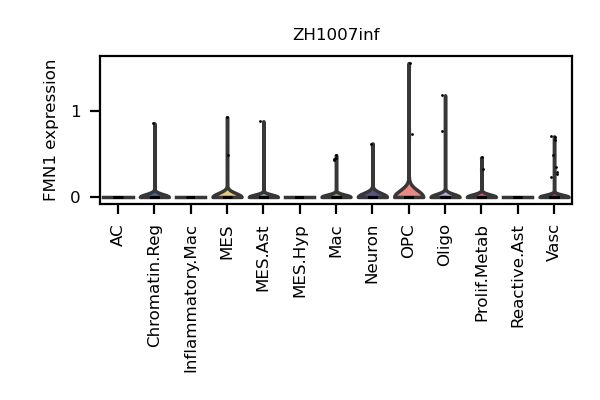 ZH1007inf
FMN1 expression
1
0
AC
Chromatin.Reg
Inflammatory.Mac
MES
MES.Ast
MES.Hyp
Mac
Neuron
OPC
Oligo
Prolif.Metab
Reactive.Ast
Vasc